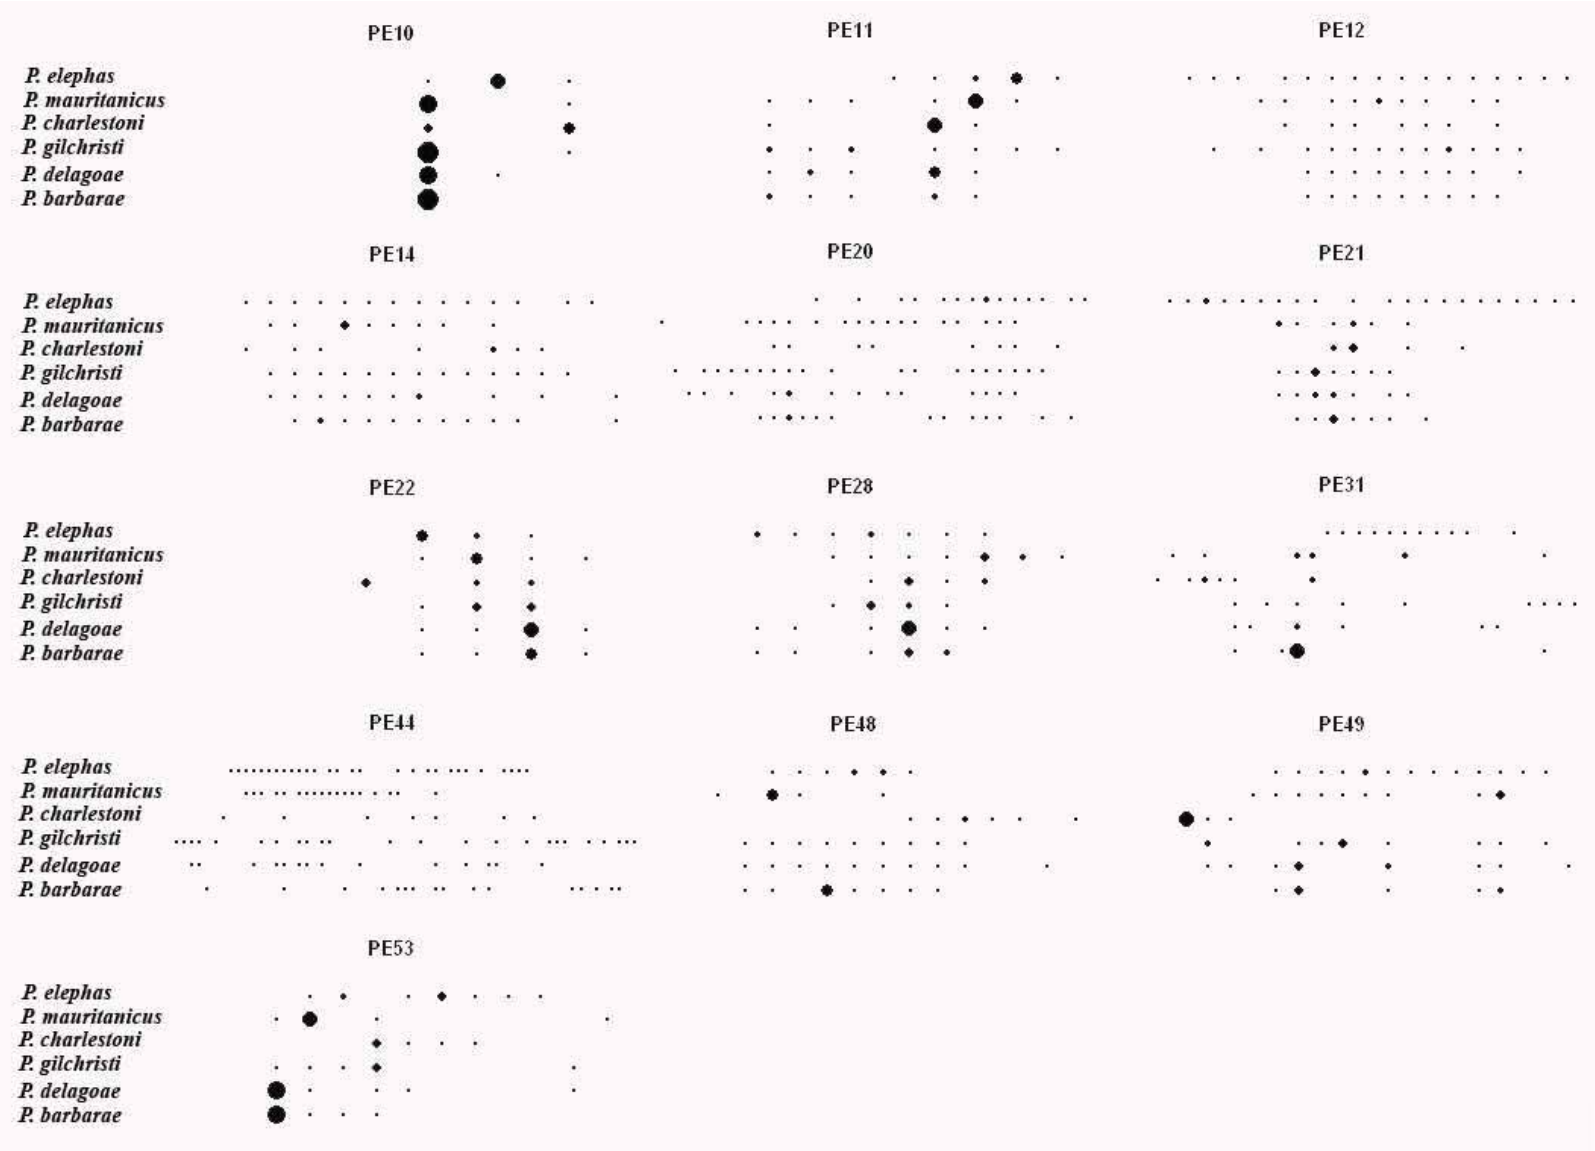 PE10 PE11 PE12
P. elephas
P. mauritanicus
P. charlestoni
P. gilchristi
P. delagoae
P. barbarae
PE14 PE20 PE21
P. elephas
P. mauritanicus
P. charlestoni
P. gilchristi
P. delagoae
P. barbarae
PE22 PE28 PE31
P. elephas
P. mauritanicus
P. charlestoni
P. gilchristi
P. delagoae
P. barbarae
PE44 PE48 PE49
P. elephas
P. mauritanicus
P. charlestoni
P. gilchristi
P. delagoae
P. barbarae
PE53
P. elephas
P. mauritanicus
P. charlestoni
P. gilchristi
P. delagoae
P. barbarae